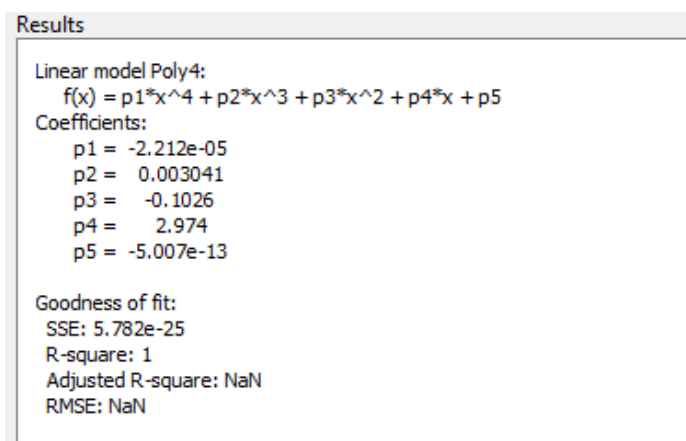 Results
Linear model Poly4:
f(x) = p1*x^4 + p2*x^3 + p3*x^2 + p4*x + p5
Coefficients:
p1 = -2.212e-05
p2 = 0.003041
p3 = -0.1026
p4 = 2.974
p5 = -5.007e-13
Goodness of fit:
SSE: 5.782e-25
R-square: 1
Adjusted R-square: NaN
RMSE: NaN